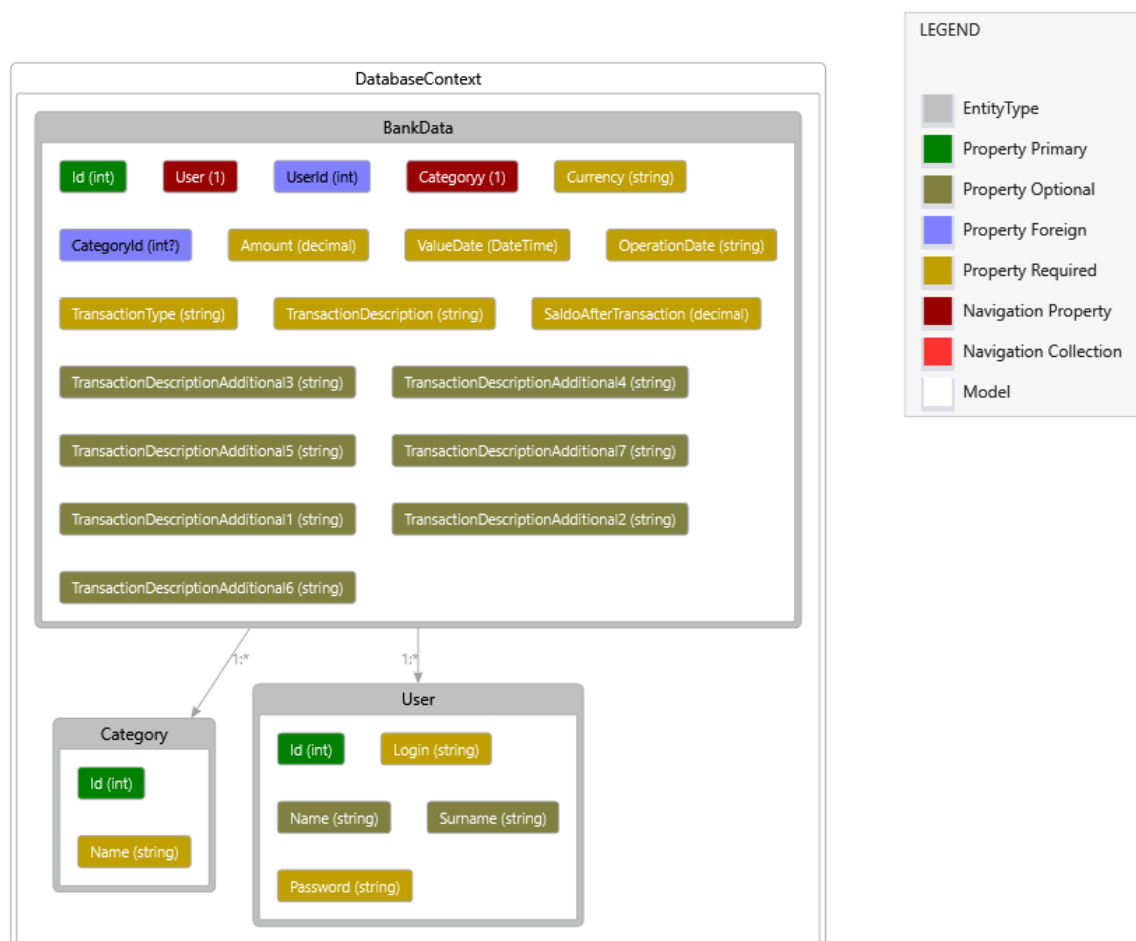 LEGEND
EntityType
Property Primary
Property Optional
Property Foreign
Property Required
Navigation Property
Navigation Collection
Model
DatabaseContext
BankData
Id (int) User (1) UserId (int) Categoryy (1) Currency (string)
CategoryId (int?) Amount (decimal) ValueDate (DateTime) OperationDate (string)
TransactionType (string) TransactionDescription (string) SaldoAfterTransaction (decimal)
TransactionDescriptionAdditional3 (string) TransactionDescriptionAdditional4 (string)
TransactionDescriptionAdditional5 (string) TransactionDescriptionAdditional7 (string)
TransactionDescriptionAdditional1 (string) TransactionDescriptionAdditional2 (string)
TransactionDescriptionAdditional6 (string)
1:* 1:*
Category
Id (int)
Name (string)
User
Id (int) Login (string)
Name (string) Surname (string)
Password (string)